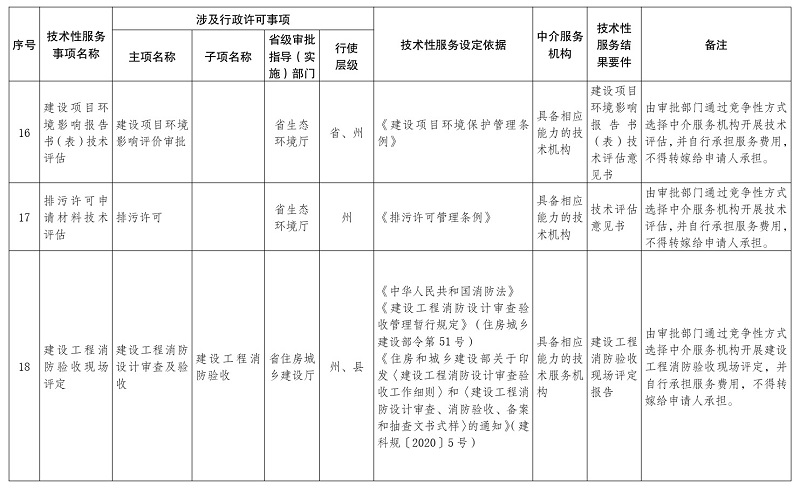 序号
技术性服务
事项名称
涉及行政许可事项
主项名称
子项名称
省级审批
指导（实
施）部门
行使
层级
技术性服务设定依据
中介服务
机构
技术性
服务结
果要件
备注
16
建设项目环
境影响报告
书（表）技术
评估
建设项目环境
影响评价审批
省生态
环境厅
省、州
《建设项目环境保护管理条
例》
具备相应
能力的技
术机构
建设项目
环境影响
报告书
（表）技
术评估意
见书
由审批部门通过竞争性方式
选择中介服务机构开展技术
评估，并自行承担服务费用，
不得转嫁给申请人承担。
17
排污许可申
请材料技术
评估
排污许可
省生态
环境厅
州
《排污许可管理条例》
具备相应
能力的技
术机构
技术评估
意见书
由审批部门通过竞争性方式
选择中介服务机构开展技术
评估，并自行承担服务费用，
不得转嫁给申请人承担。
18
建设工程消
防验收现场
评定
建设工程消防
设计审查及验
收
建设工程消
防验收
省住房城
乡建设厅
州、县
《中华人民共和国消防法》
《建设工程消防设计审查验
收管理暂行规定》（住房城乡
建设部令第 51 号）
《住房和城乡建设部关于印
发〈建设工程消防设计审查验
收工作细则〉和〈建设工程消
防设计审查、消防验收、备案
和抽查文书式样〉的通知》（建
科规〔2020〕5 号）
具备相应
能力的技
术服务机
构
建设工程
消防验收
现场评定
报告
由审批部门通过竞争性方式
选择中介服务机构开展建设
工程消防验收现场评定，并
自行承担服务费用，不得转
嫁给申请人承担。